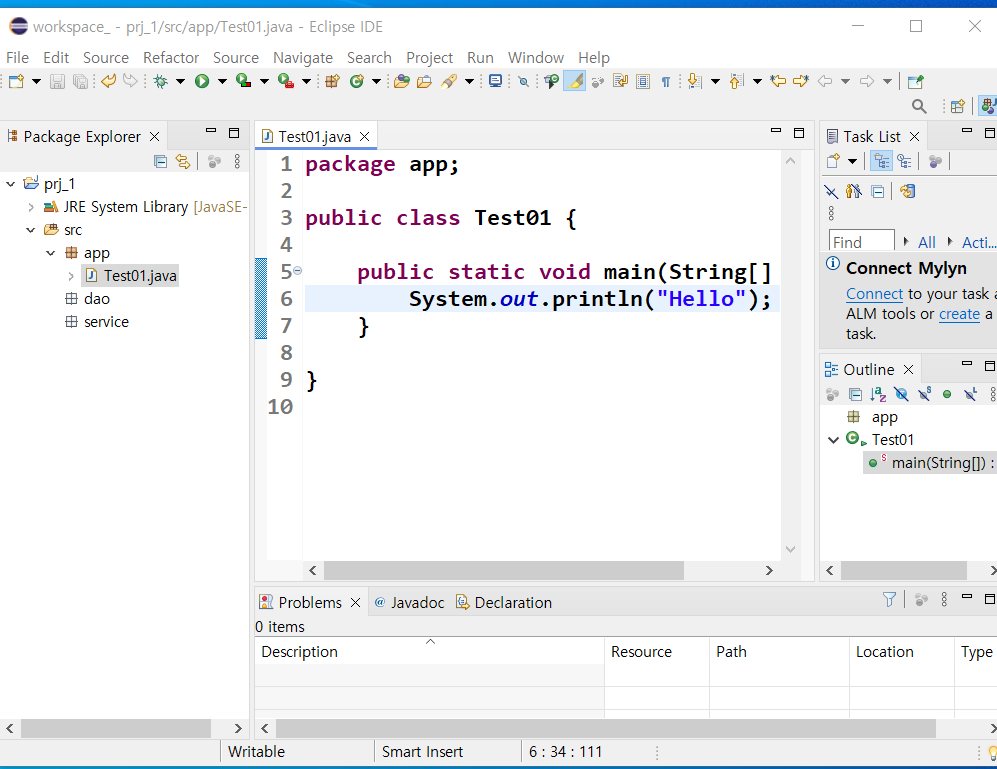 workspace_ - prj_1/src/app/Test01.java - Eclipse IDE
File Edit Source Refactor Source Navigate Search Project Run Window Help
Package Explorer
prj_1
JRE System Library [JavaSE-
src
app
Test01.java
dao
service
Test01.java
1 package app;
2
3 public class Test01 {
4
5 public static void main(String[]
6 System.out.println("Hello");
7 }
8
9 }
10
Task List
Find All Acti...
Connect Mylyn
Connect to your task a
ALM tools or create a
task.
Outline
app
Test01
main(String[]) :
Problems Javadoc Declaration
0 items
Description Resource Path Location Type
Writable Smart Insert 6 : 34 : 111